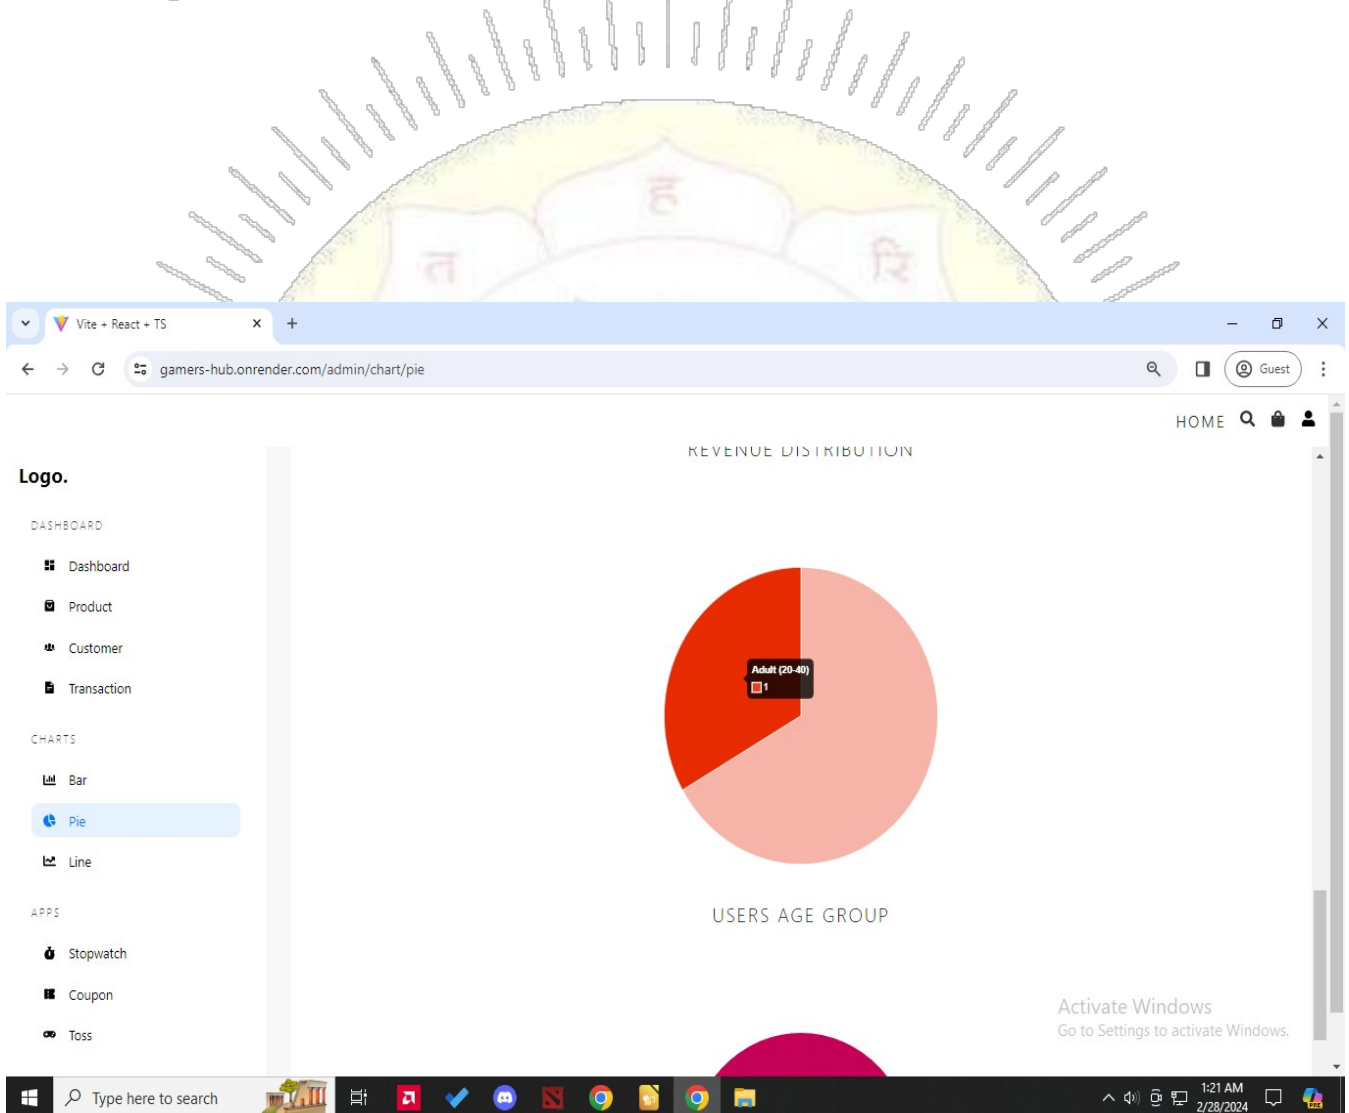 ह
त
रि
Vite + React + TS
gamers-hub.onrender.com/admin/chart/pie
Guest
HOME
REVENUE DISTRIBUTION
Logo.
DASHBOARD
Dashboard
Product
Customer
Transaction
CHARTS
Bar
Pie
Line
APPS
Stopwatch
Coupon
Toss
Adult (20-40)
1
USERS AGE GROUP
Activate Windows
Go to Settings to activate Windows.
Type here to search
1:21 AM
2/28/2024